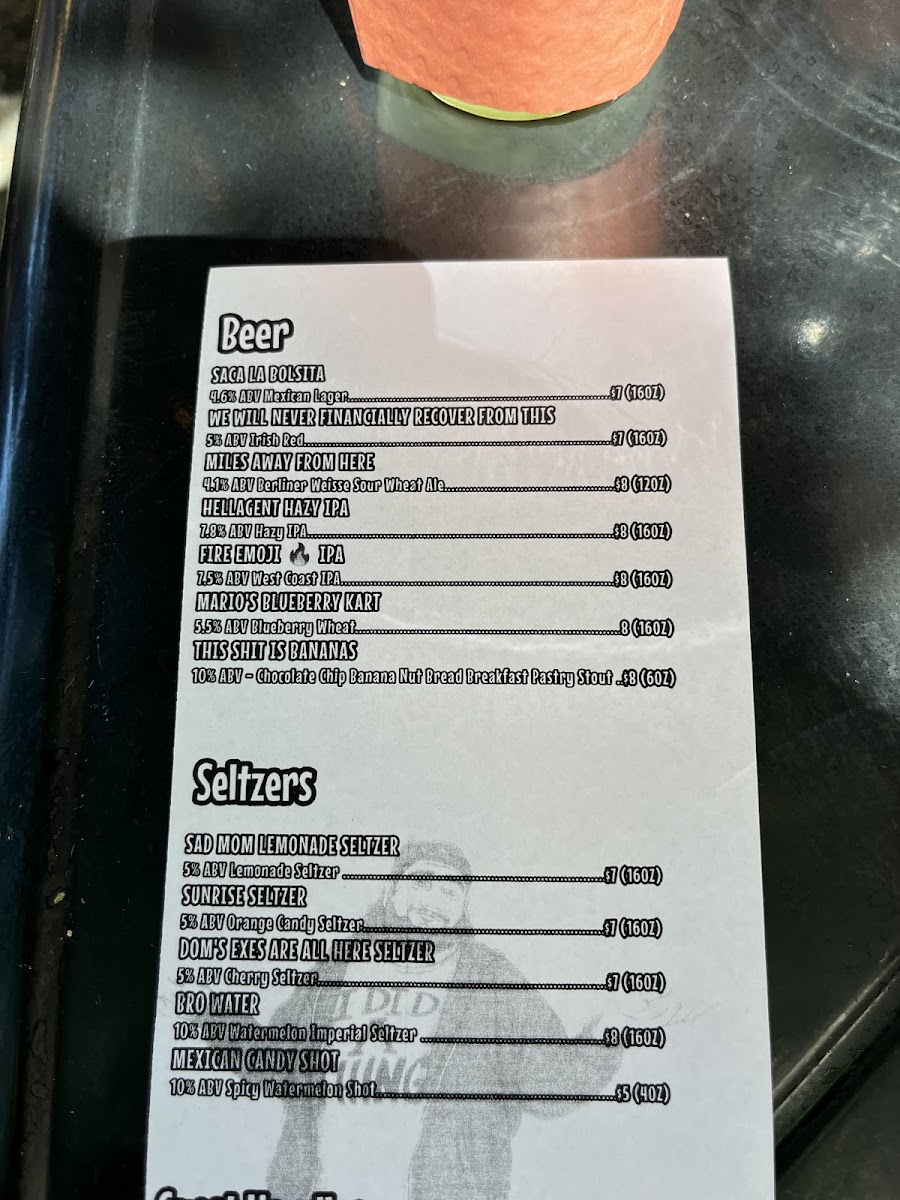 Beer
SACA LA BOLSITA
4.6% ABV Mexican Lager........$7 (16OZ)
WE WILL NEVER FINANCIALLY RECOVER FROM THIS
5% ABV Irish Red........$7 (16OZ)
MILES AWAY FROM HERE
4.1% ABV Berliner Weisse Sour Wheat Ale........$8 (12OZ)
HELLAGENT HAZY IPA
7.8% ABV Hazy IPA........$8 (16OZ)
FIRE EMOJI 🔥 IPA
7.5% ABV West Coast IPA........$8 (16OZ)
MARIO'S BLUEBERRY KART
5.5% ABV Blueberry Wheat........8 (16OZ)
THIS SHIT IS BANANAS
10% ABV - Chocolate Chip Banana Nut Bread Breakfast Pastry Stout ..$8 (6OZ)
Seltzers
SAD MOM LEMONADE SELTZER
5% ABV Lemonade Seltzer ........$7 (16OZ)
SUNRISE SELTZER
5% ABV Orange Candy Seltzer........$7 (16OZ)
DOM'S EXES ARE ALL HERE SELTZER
5% ABV Cherry Seltzer........$7 (16OZ)
BRO WATER
10% ABV Watermelon Imperial Seltzer ........$8 (16OZ)
MEXICAN CANDY SHOT
10% ABV Spicy Watermelon Shot........$5 (4OZ)
I DID
THING